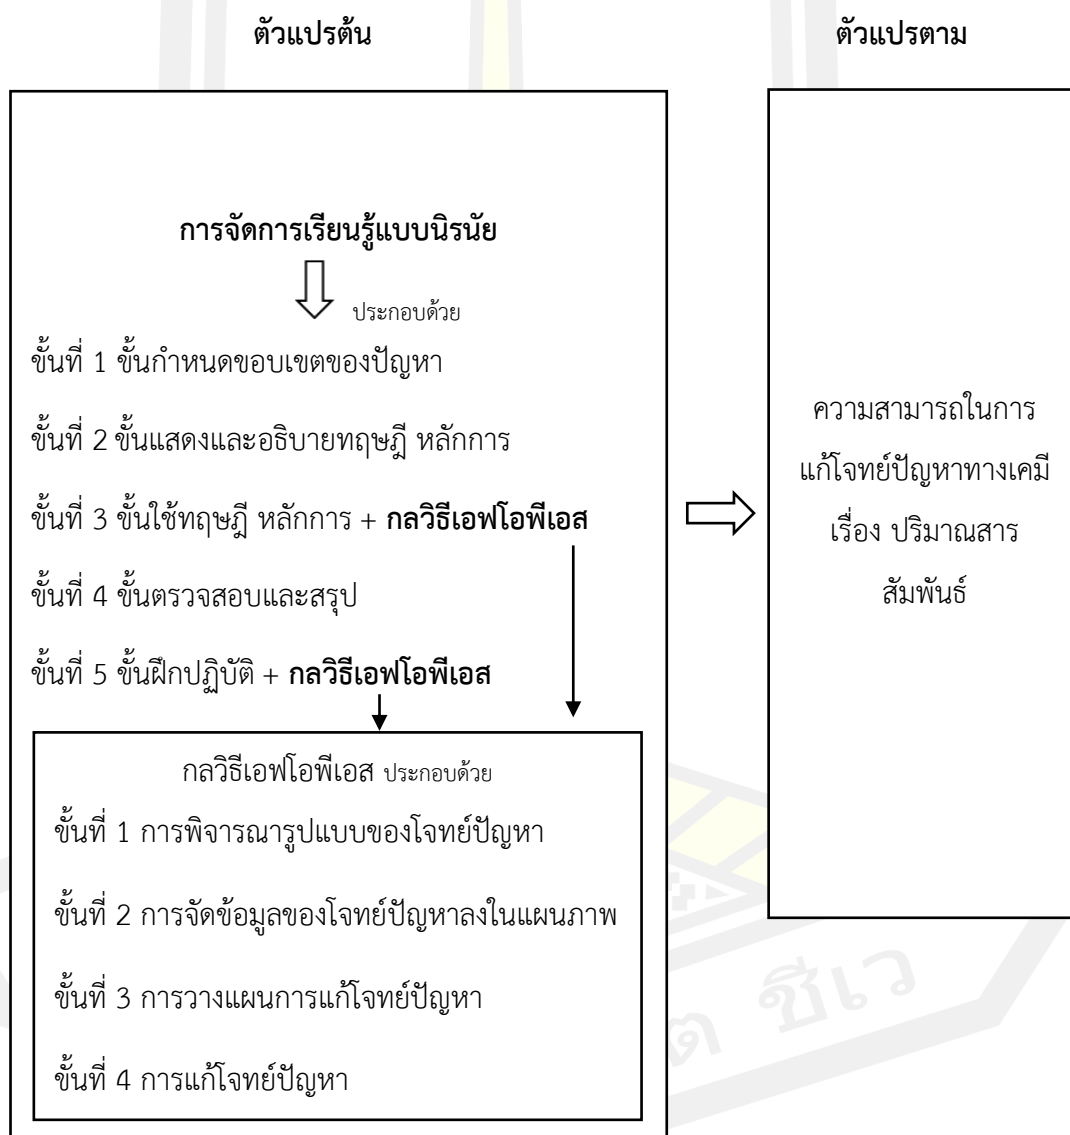 ตัวแปรต้น
ตัวแปรตาม
การจัดการเรียนรู้แบบนิรนัย
ประกอบด้วย
ขั้นที่ 1 ขั้นกำหนดขอบเขตของปัญหา
ขั้นที่ 2 ขั้นแสดงและอธิบายทฤษฎี หลักการ
ขั้นที่ 3 ขั้นใช้ทฤษฎี หลักการ + กลวิธีเอฟโอพีเอส
ขั้นที่ 4 ขั้นตรวจสอบและสรุป
ขั้นที่ 5 ขั้นฝึกปฏิบัติ + กลวิธีเอฟโอพีเอส
กลวิธีเอฟโอพีเอส ประกอบด้วย
ขั้นที่ 1 การพิจารณารูปแบบของโจทย์ปัญหา
ขั้นที่ 2 การจัดข้อมูลของโจทย์ปัญหาลงในแผนภาพ
ขั้นที่ 3 การวางแผนการแก้โจทย์ปัญหา
ขั้นที่ 4 การแก้โจทย์ปัญหา
ความสามารถในการ
แก้โจทย์ปัญหาทางเคมี
เรื่อง ปริมาณสาร
สัมพันธ์
ต ชีเว